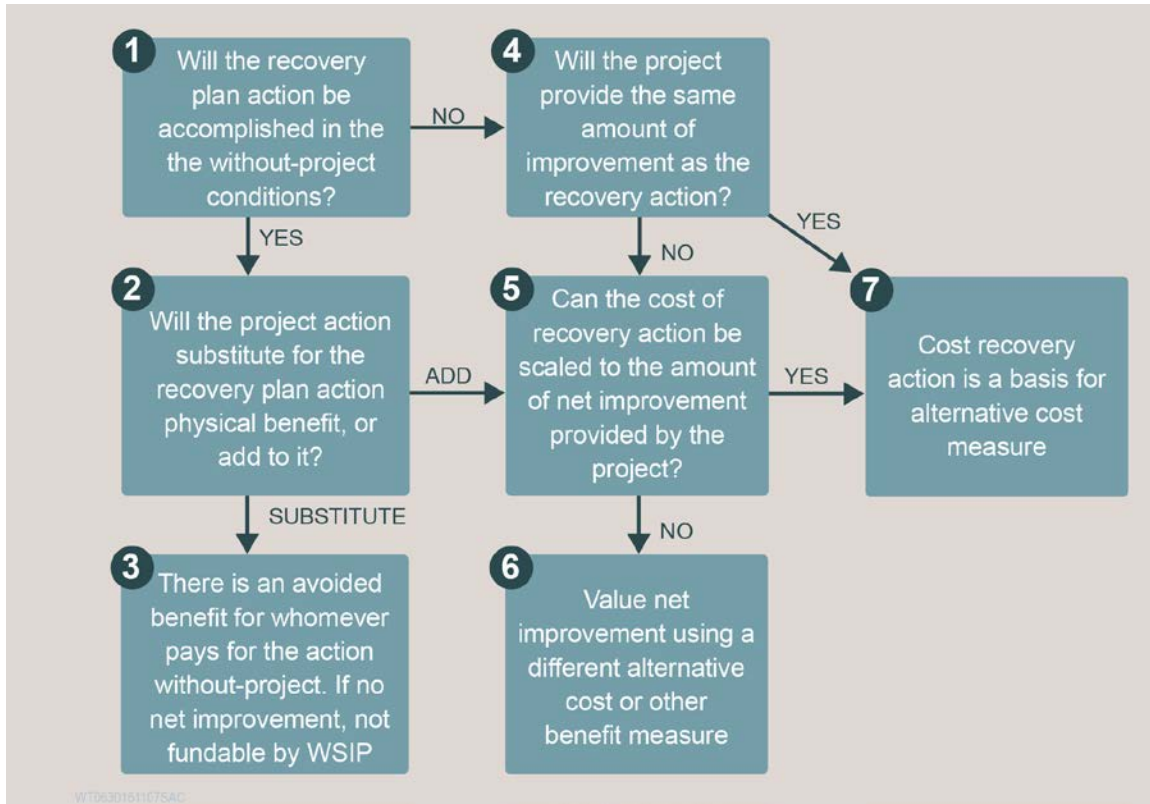 1
Will the recovery
plan action be
accomplished in the
the without-project
conditions?
NO
4
Will the project
provide the same
amount of
improvement as the
recovery action?
YES
YES
NO
2
Will the project action
substitute for the
recovery plan action
physical benefit, or
add to it?
ADD
5
Can the cost of
recovery action be
scaled to the amount
of net improvement
provided by the
project?
YES
7
Cost recovery
action is a basis for
alternative cost
measure
SUBSTITUTE
NO
3
There is an avoided
benefit for whomever
pays for the action
without-project. If no
net improvement, not
fundable by WSIP
6
Value net
improvement using a
different alternative
cost or other
benefit measure